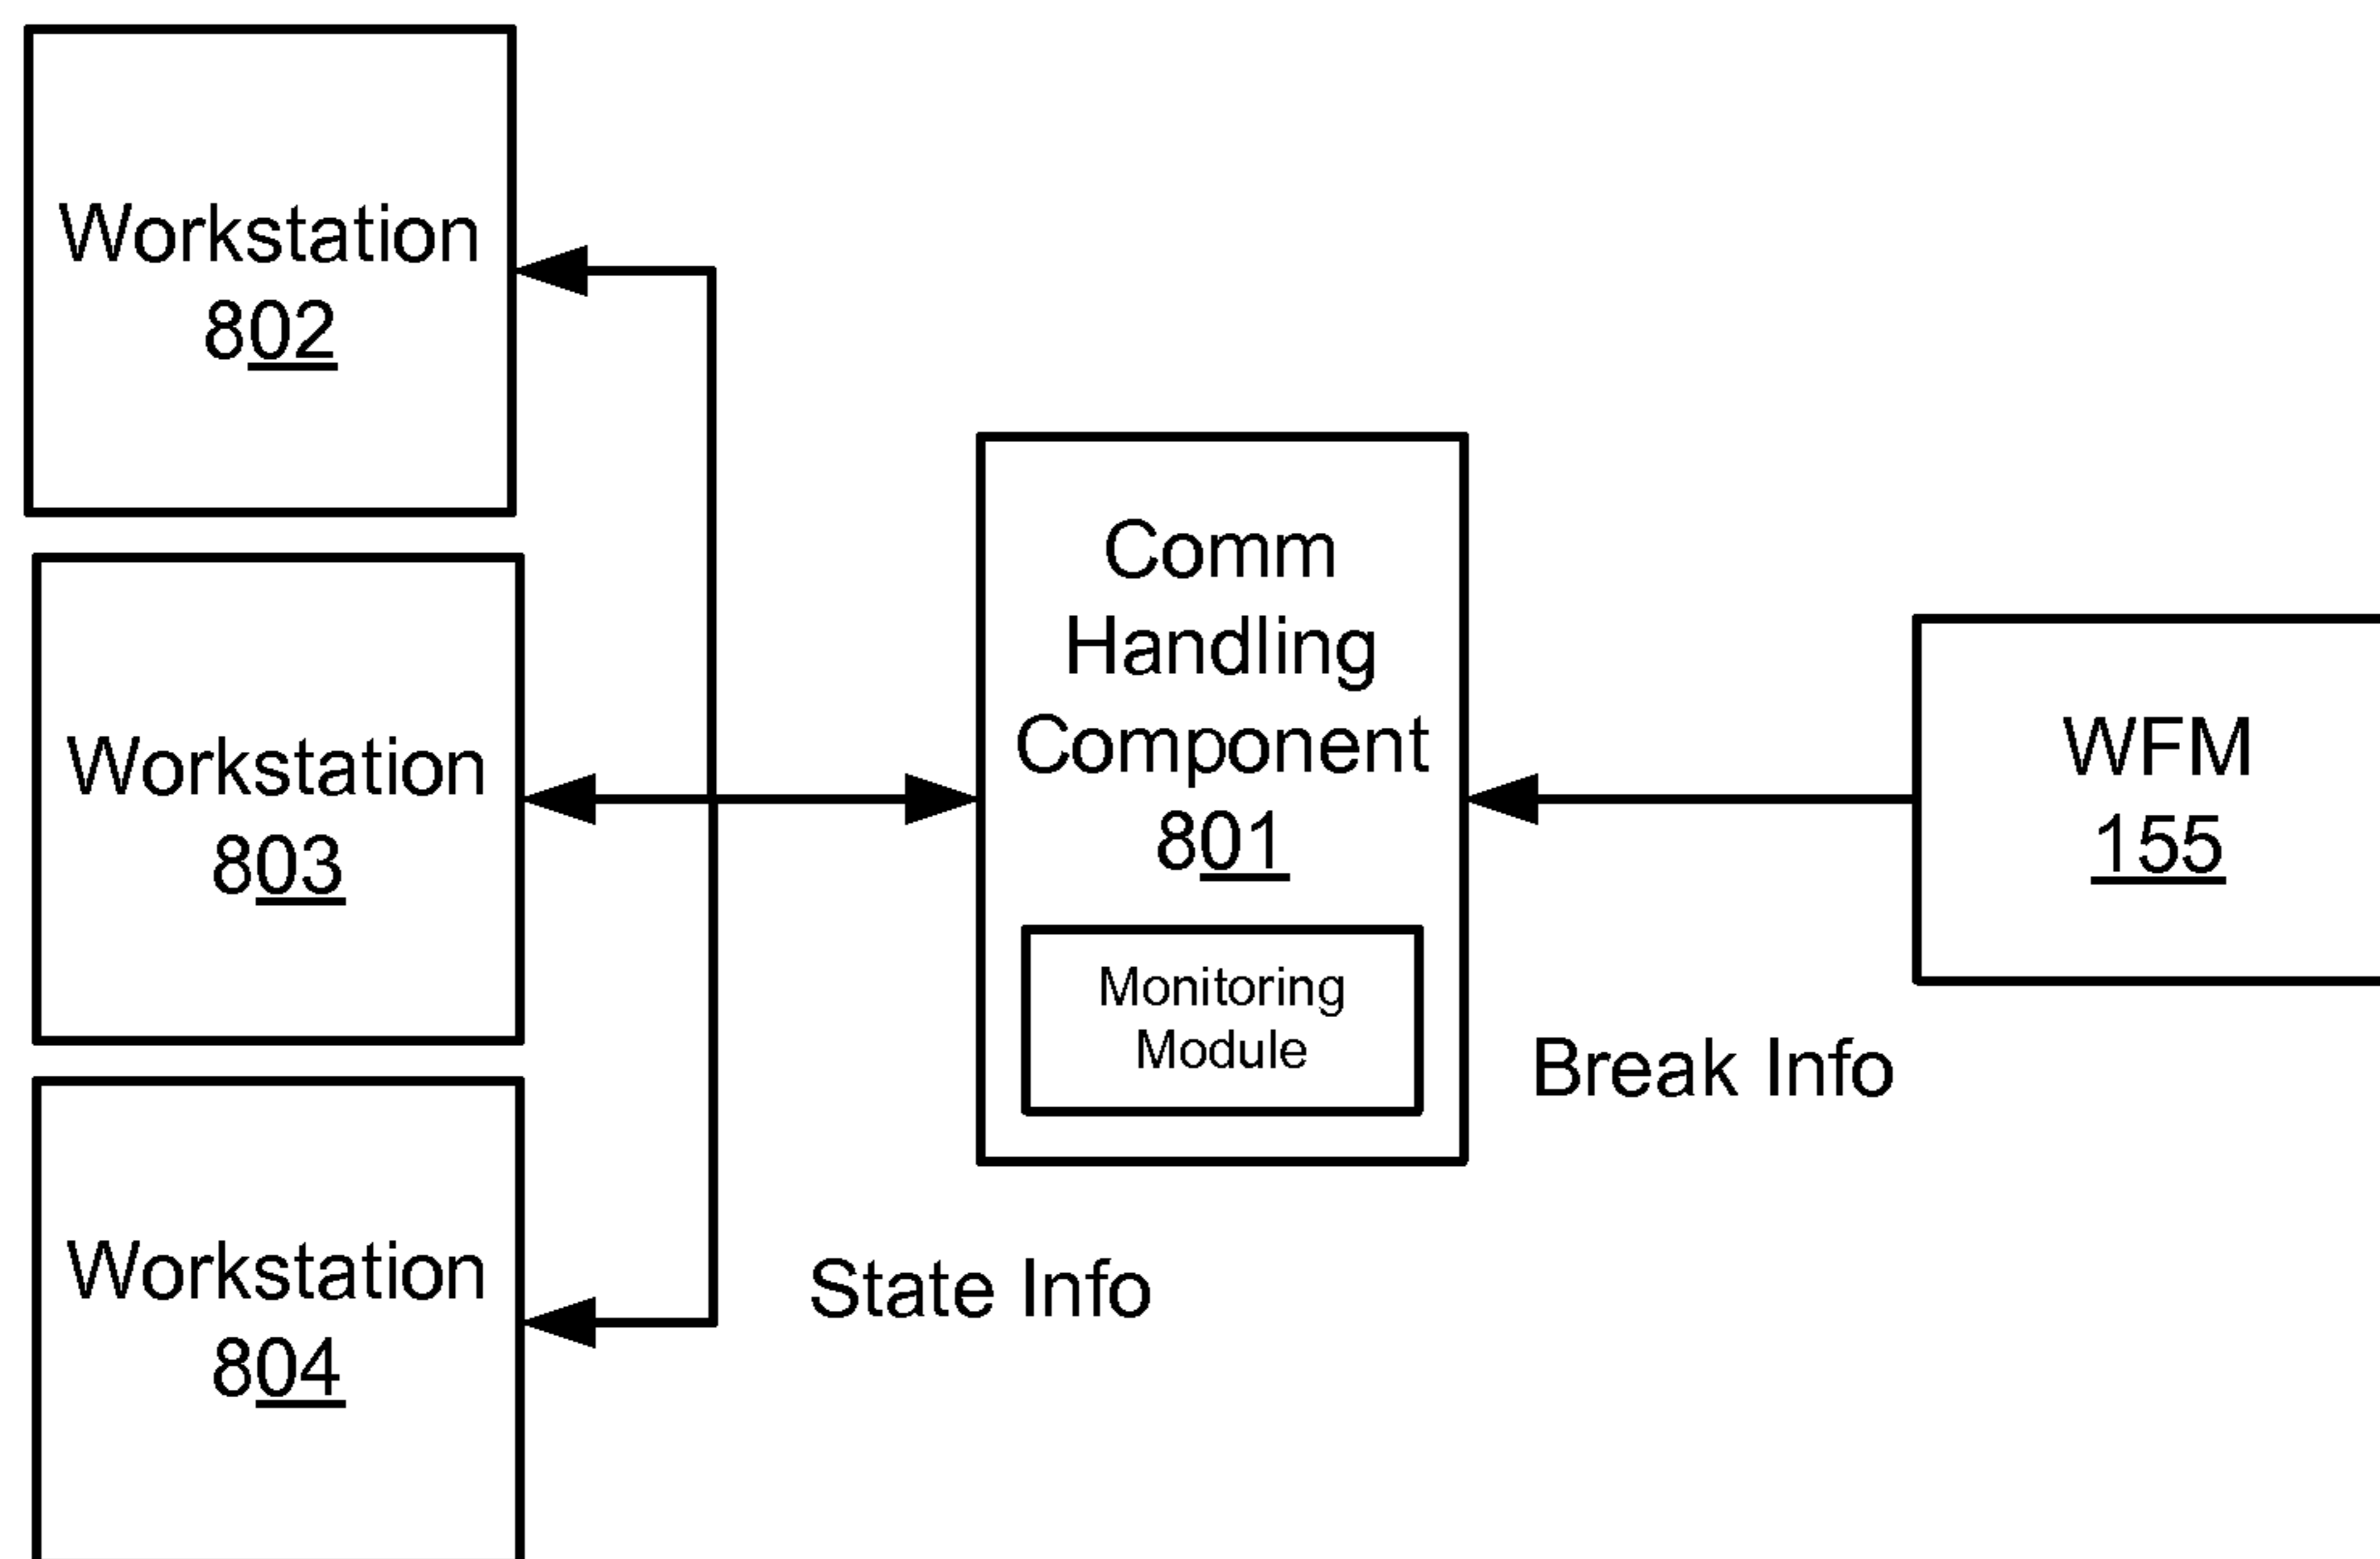 Workstation
802
Workstation
803
Workstation
804
State Info
Comm
Handling
Component
801
Monitoring
Module
Break Info
WFM
155